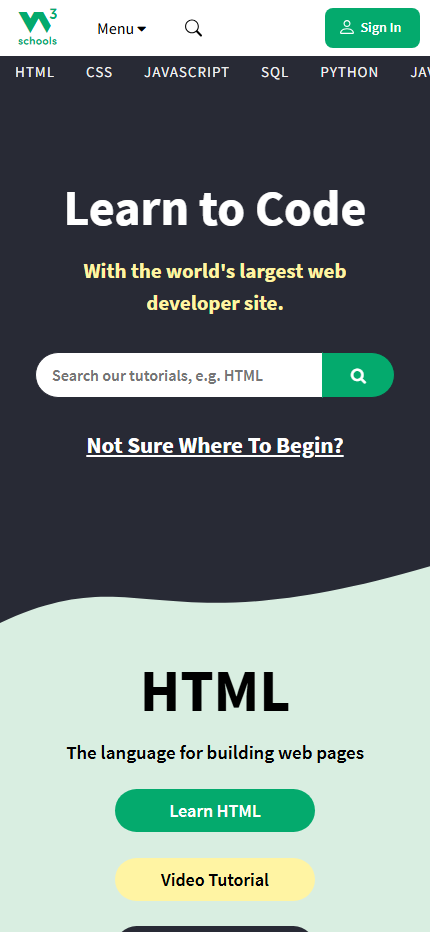 W3
schools
Menu
Sign In
HTML CSS JAVASCRIPT SQL PYTHON JAV
Learn to Code
With the world's largest web
developer site.
Search our tutorials, e.g. HTML
Not Sure Where To Begin?
HTML
The language for building web pages
Learn HTML
Video Tutorial